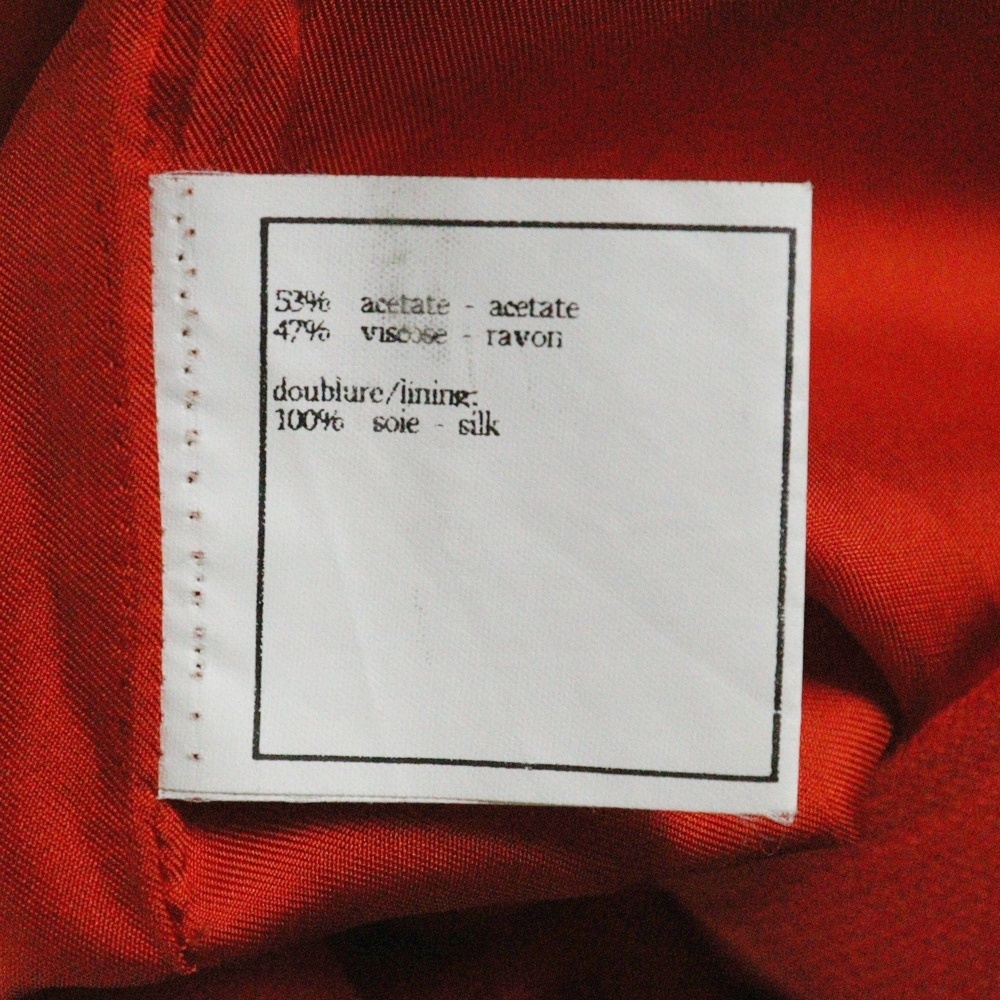 53% acetate - acetate
47% viscose - rayon
doublure/lining:
100% soie - silk